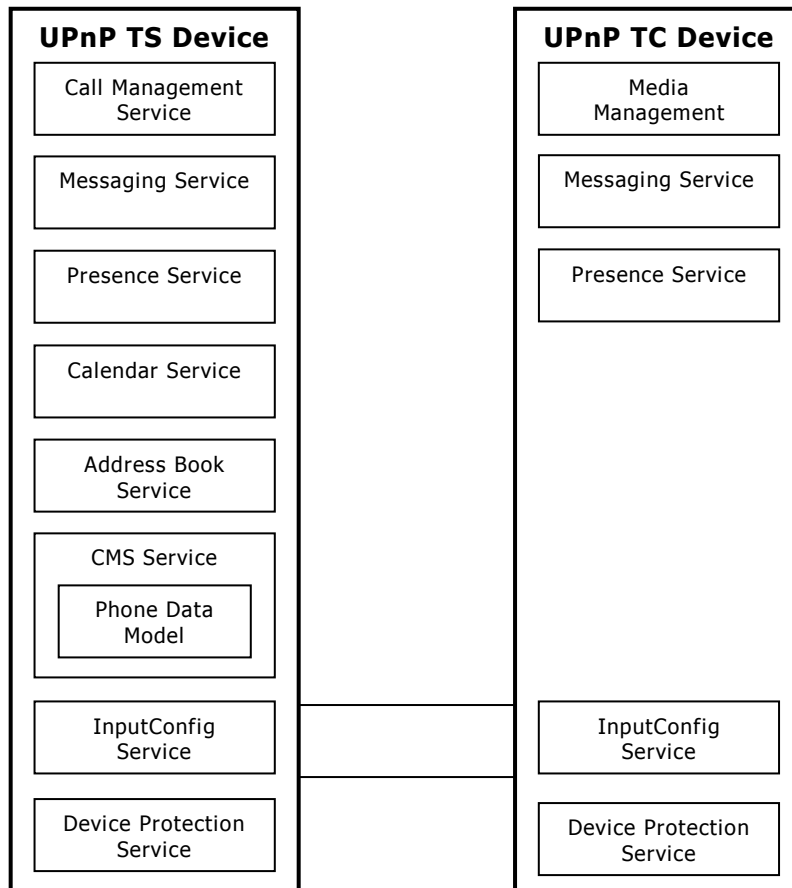 UPnP TS Device
Call Management
Service
Messaging Service
Presence Service
Calendar Service
Address Book
Service
CMS Service
Phone Data
Model
InputConfig
Service
Device Protection
Service
UPnP TC Device
Media
Management
Messaging Service
Presence Service
InputConfig
Service
Device Protection
Service